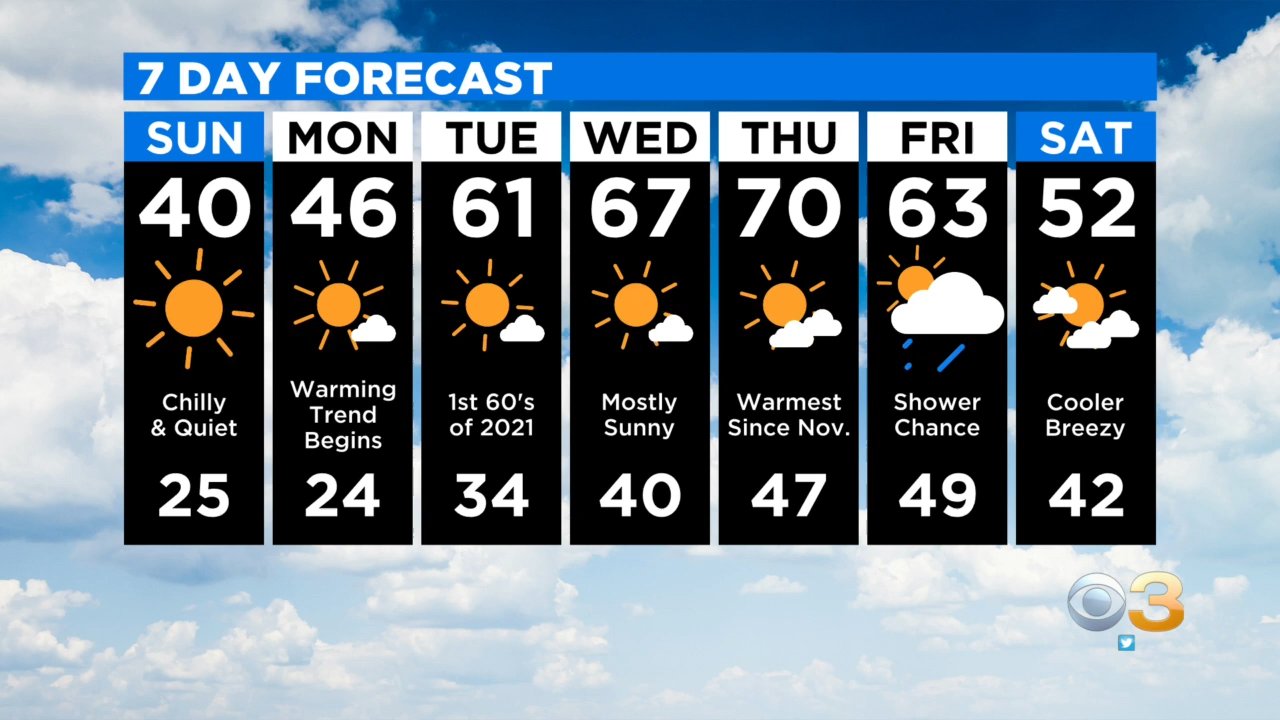 7 DAY FORECAST
SUN MON TUE WED THU FRI SAT
40 46 61 67 70 63 52
Chilly
& Quiet
Warming
Trend
Begins
1st 60's
of 2021
Mostly
Sunny
Warmest
Since Nov.
Shower
Chance
Cooler
Breezy
25 24 34 40 47 49 42
3